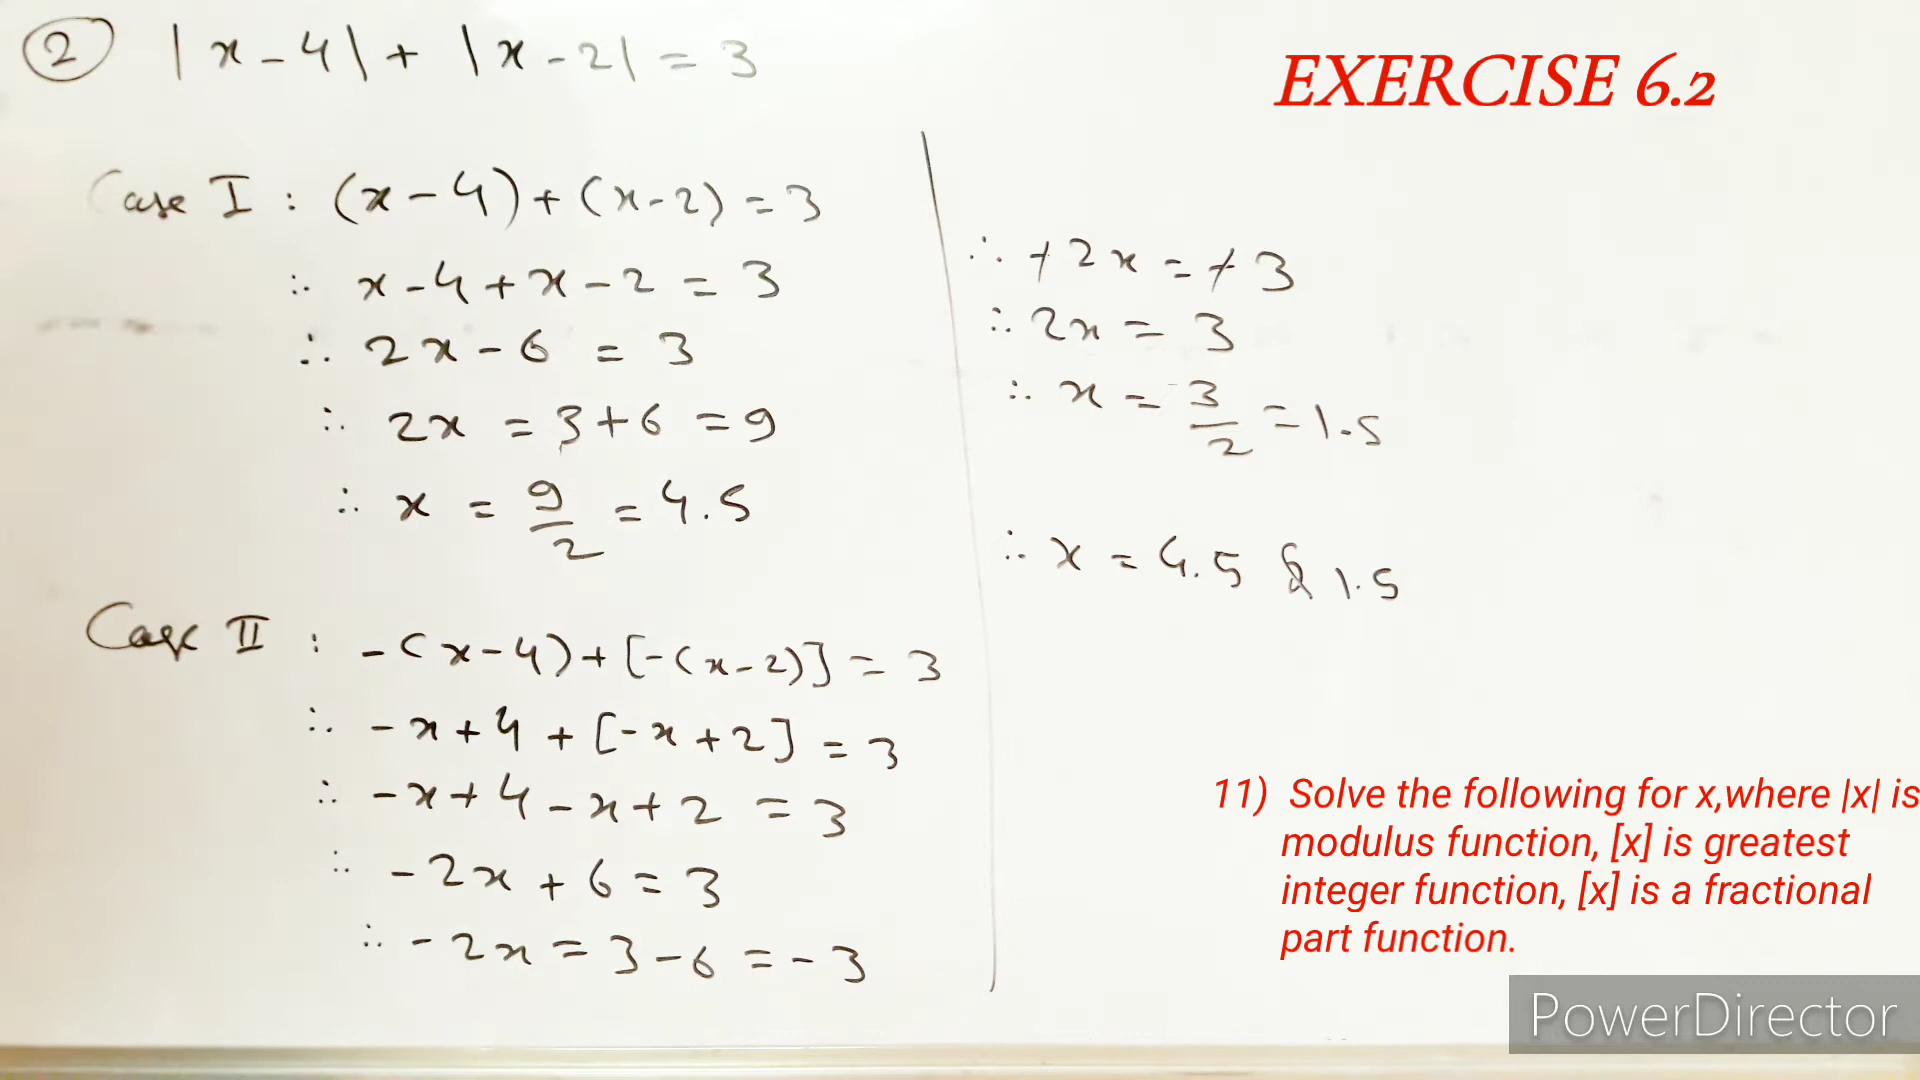 ② |x-4| + |x-2| = 3
EXERCISE 6.2
Case I : (x-4)+(x-2) = 3
∴ x-4+x-2 = 3
∴ 2x-6 = 3
∴ 2x = 3+6 = 9
∴ x = 9/2 = 4.5
Case II : -(x-4)+[-(x-2)] = 3
∴ -x+4+[-x+2] = 3
∴ -x+4-x+2 = 3
∴ -2x+6 = 3
∴ -2x = 3-6 = -3
∴ +2x = +3
∴ 2x = 3
∴ x = 3/2 = 1.5
∴ x = 4.5 & 1.5
11) Solve the following for x,where |x| is
modulus function, [x] is greatest
integer function, [x] is a fractional
part function.
PowerDirector